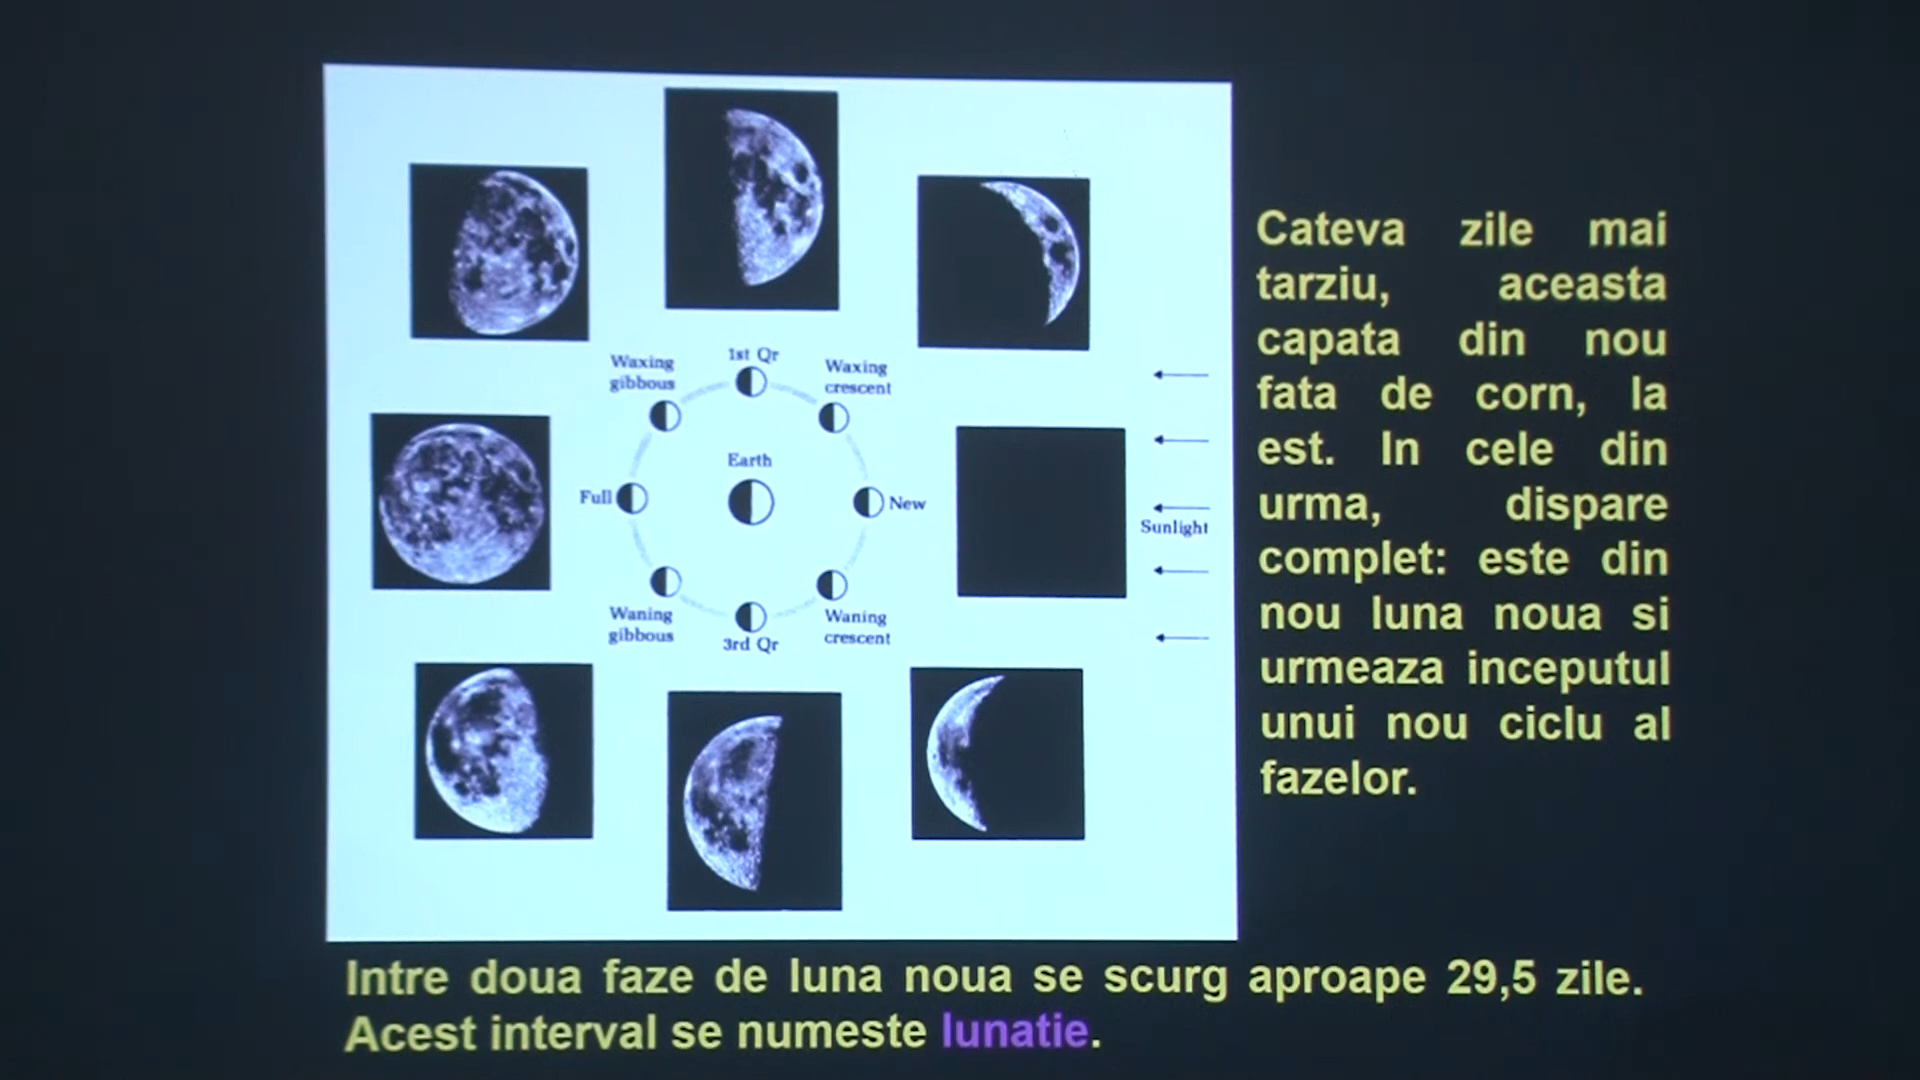 Waxing
gibbous
1st Qr
Waxing
crescent
Earth
Full
New
Sunlight
Waning
gibbous
3rd Qr
Waning
crescent
Cateva zile mai
tarziu, aceasta
capata din nou
fata de corn, la
est. In cele din
urma, dispare
complet: este din
nou luna noua si
urmeaza inceputul
unui nou ciclu al
fazelor.
Intre doua faze de luna noua se scurg aproape 29,5 zile.
Acest interval se numeste lunatie.